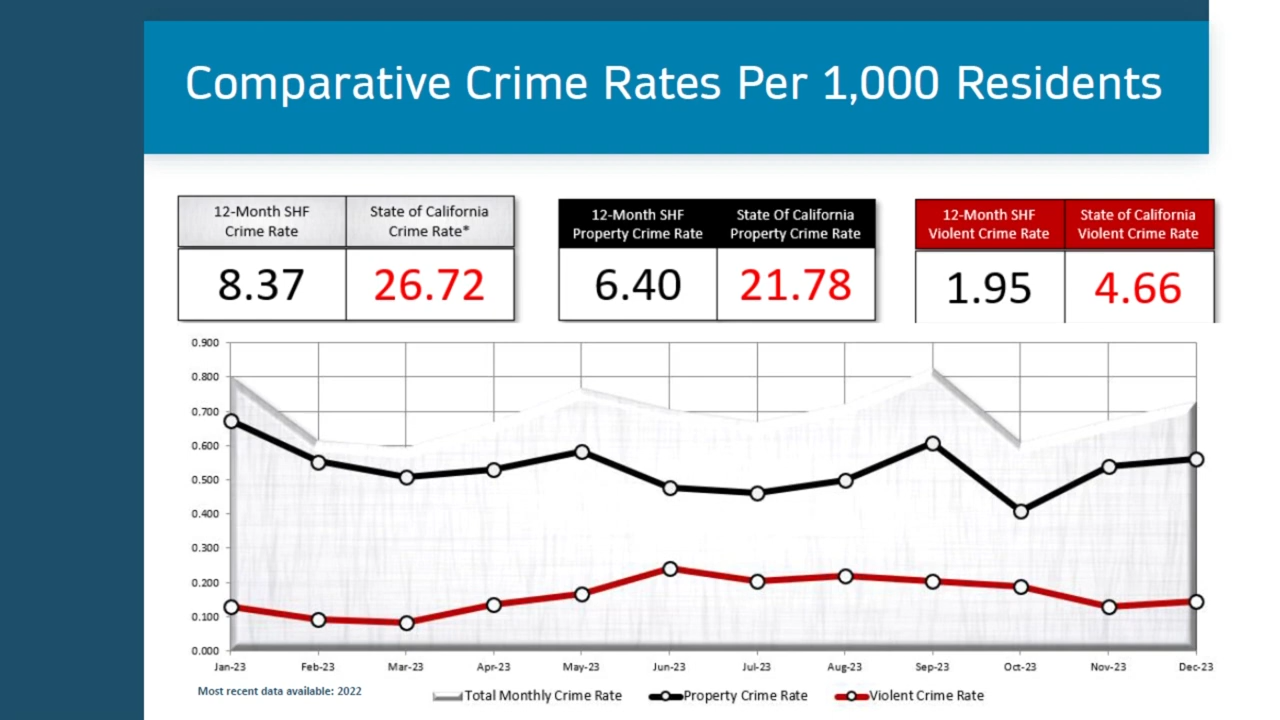 Comparative Crime Rates Per 1,000 Residents
12-Month SHF
Crime Rate
State of California
Crime Rate*
8.37
26.72
12-Month SHF
Property Crime Rate
State Of California
Property Crime Rate
6.40
21.78
12-Month SHF
Violent Crime Rate
State of California
Violent Crime Rate
1.95
4.66
0.900
0.800
0.700
0.600
0.500
0.400
0.300
0.200
0.100
0.000
Jan-23 Feb-23 Mar-23 Apr-23 May-23 Jun-23 Jul-23 Aug-23 Sep-23 Oct-23 Nov-23 Dec-23
Most recent data available: 2022
Total Monthly Crime Rate Property Crime Rate Violent Crime Rate